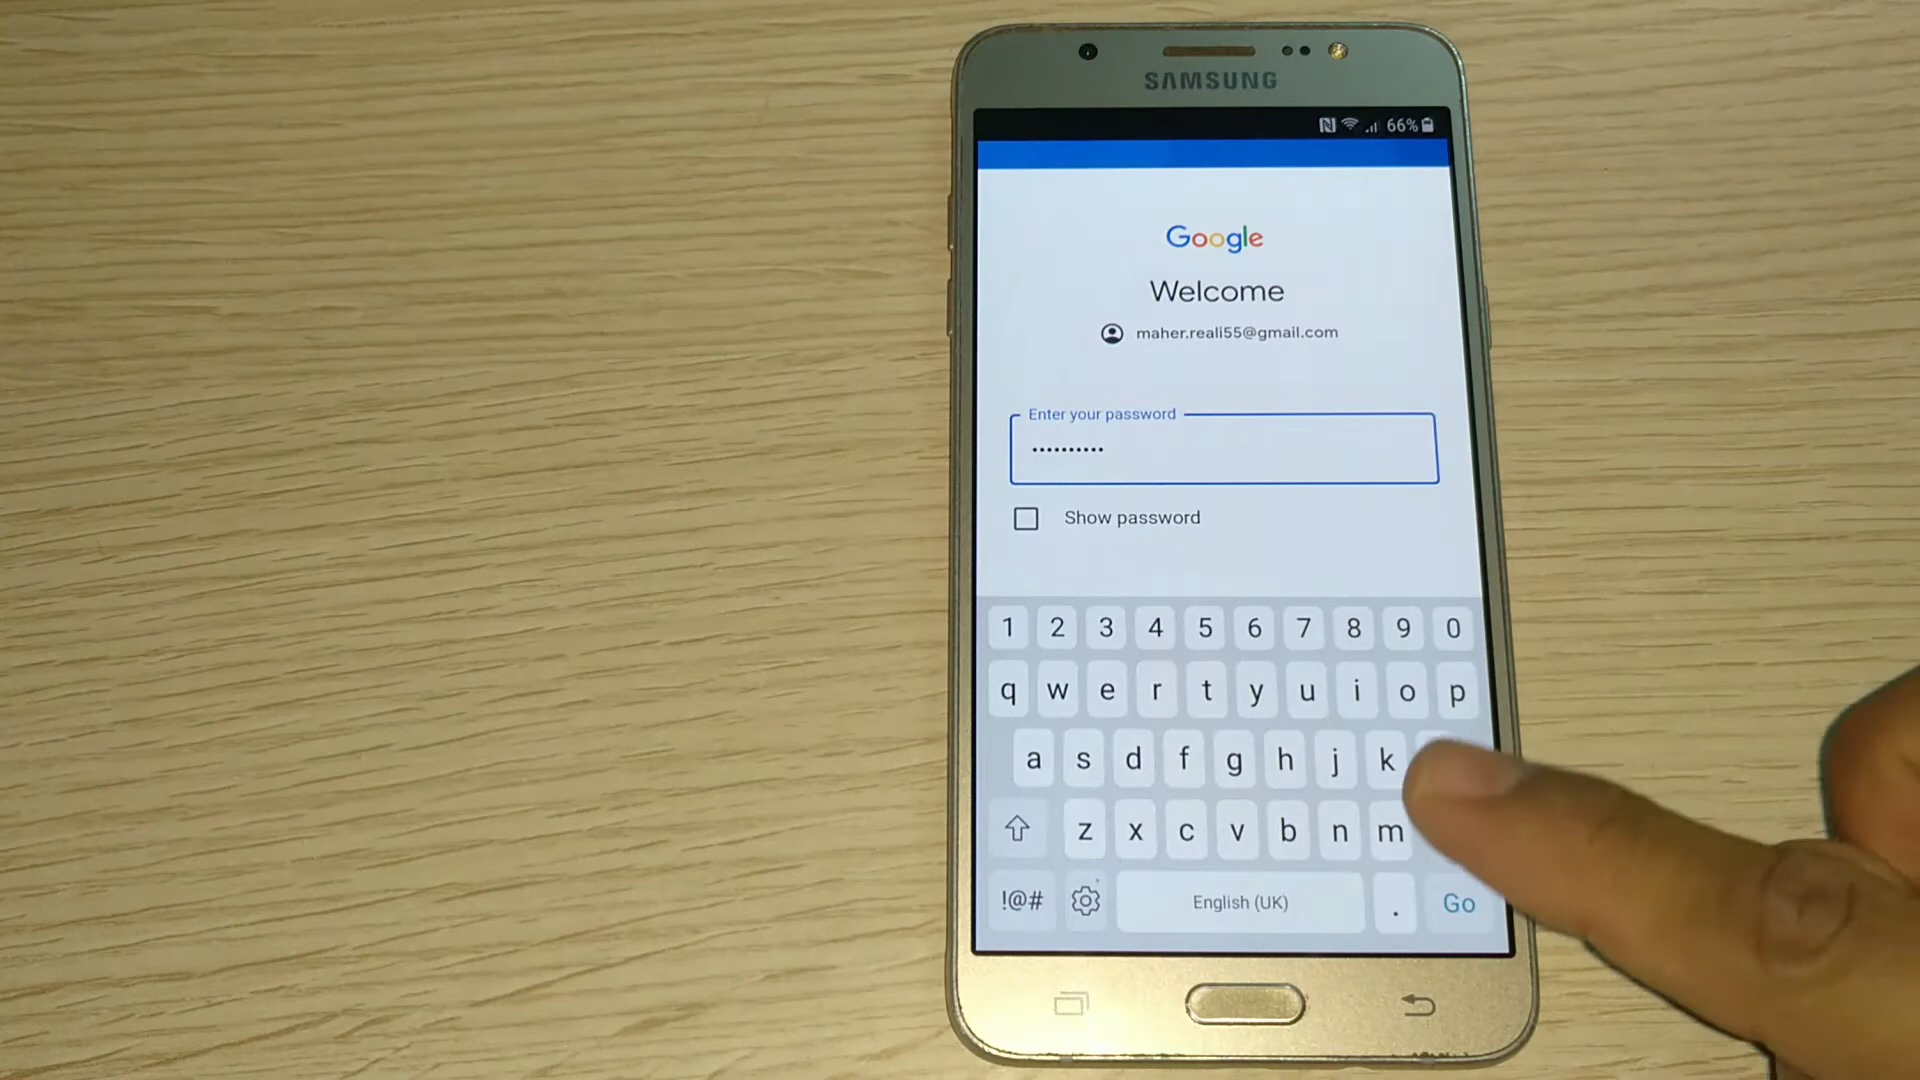 SAMSUNG
66%
Google
Welcome
maher.reali55@gmail.com
Enter your password
••••••••••
Show password
1 2 3 4 5 6 7 8 9 0
q w e r t y u i o p
a s d f g h j k
z x c v b n m
!@# English (UK) . Go